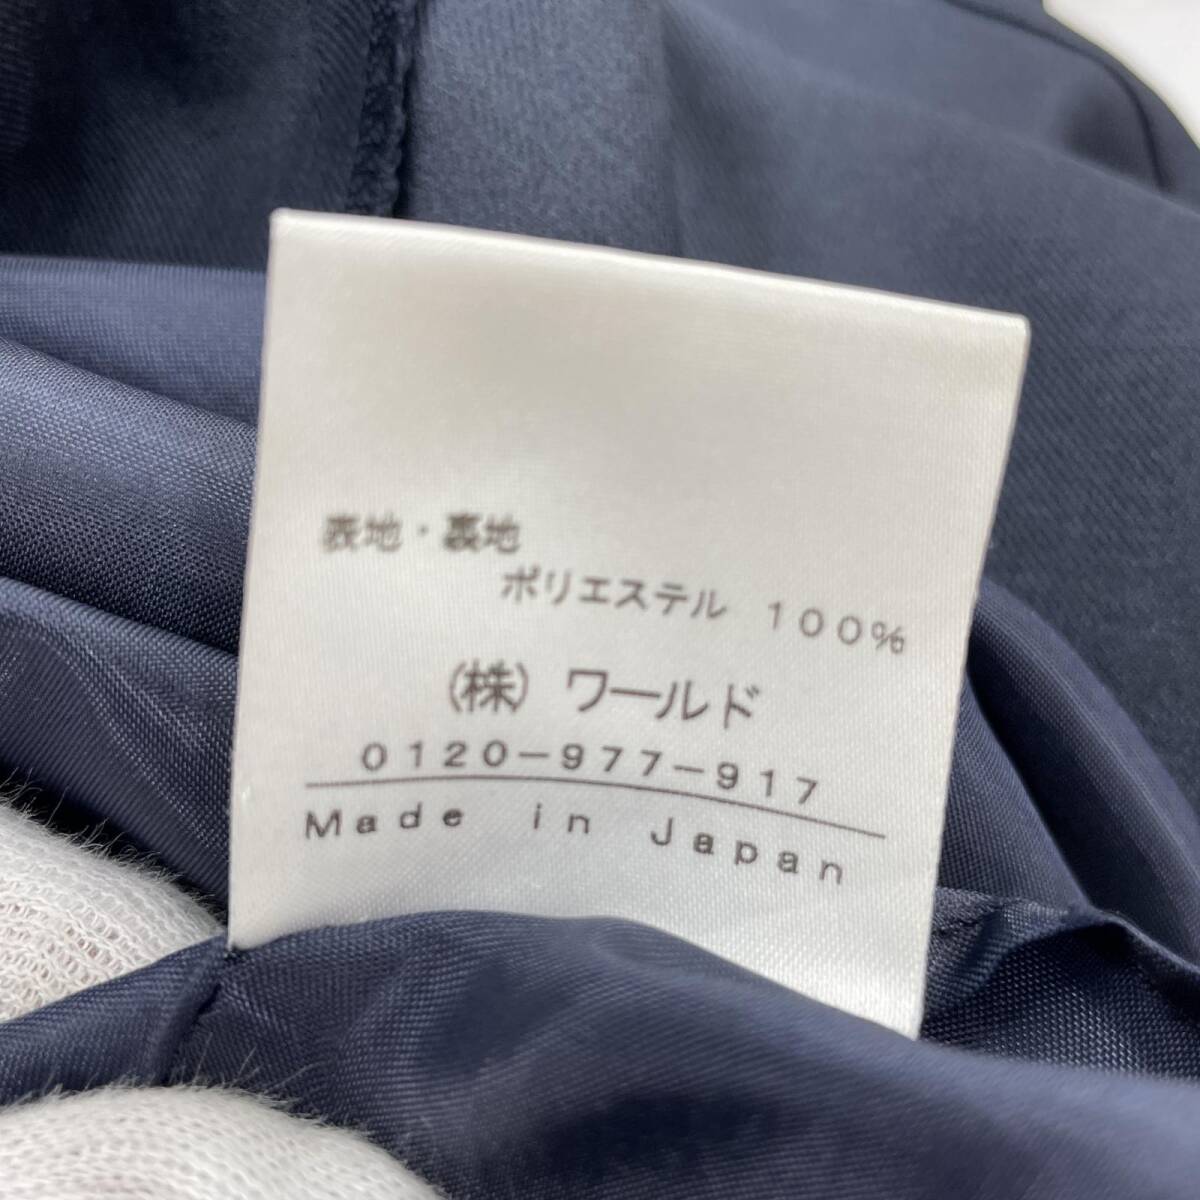 表地・裏地
ポリエステル 100%
(株) ワールド
0120-977-917
Made in Japan